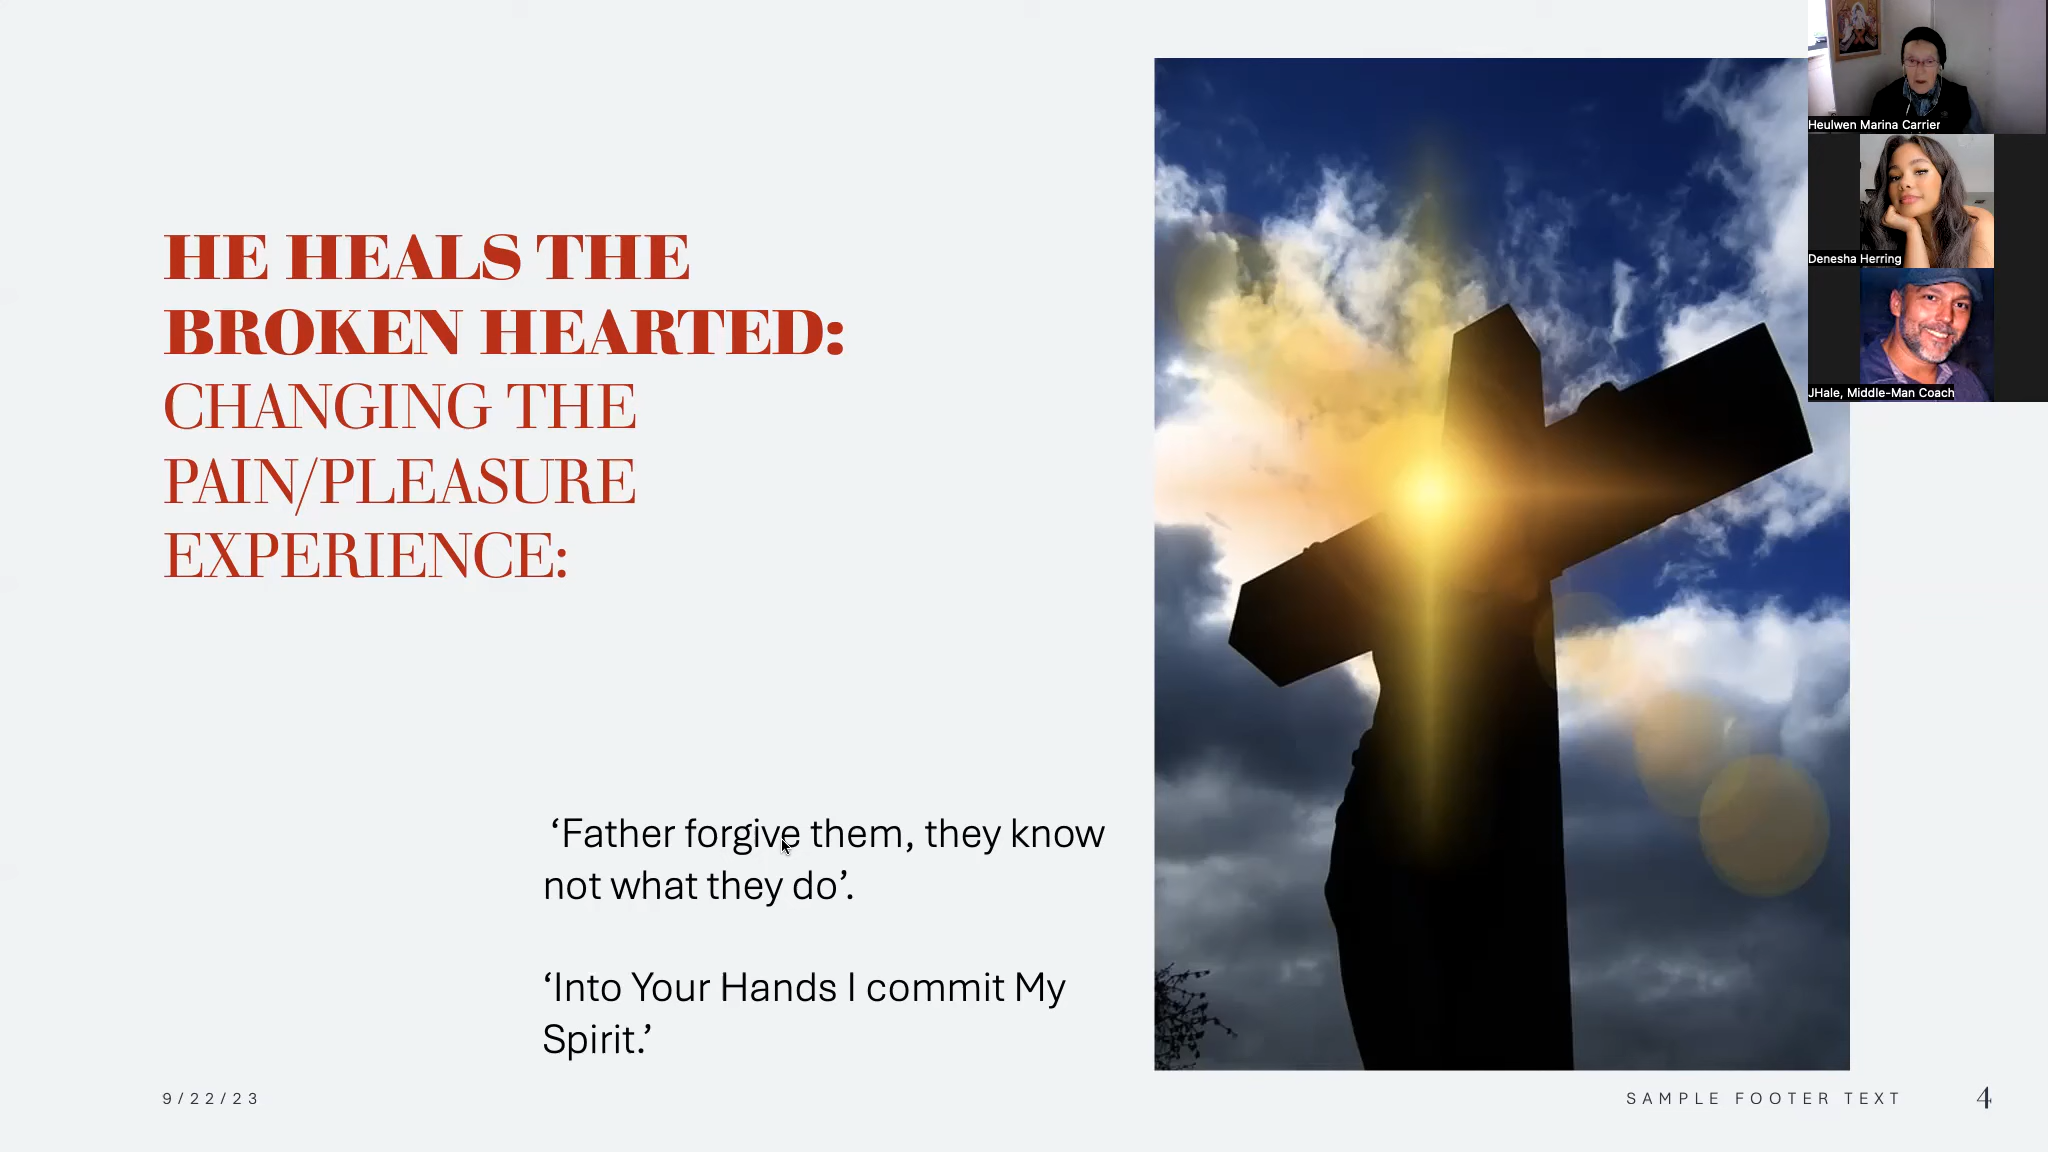 HE HEALS THE
BROKEN HEARTED:
CHANGING THE
PAIN/PLEASURE
EXPERIENCE:
‘Father forgive them, they know
not what they do’.
‘Into Your Hands I commit My
Spirit.’
9/22/23
SAMPLE FOOTER TEXT
4
Heulwen Marina Carrier
Denesha Herring
JHale, Middle-Man Coach